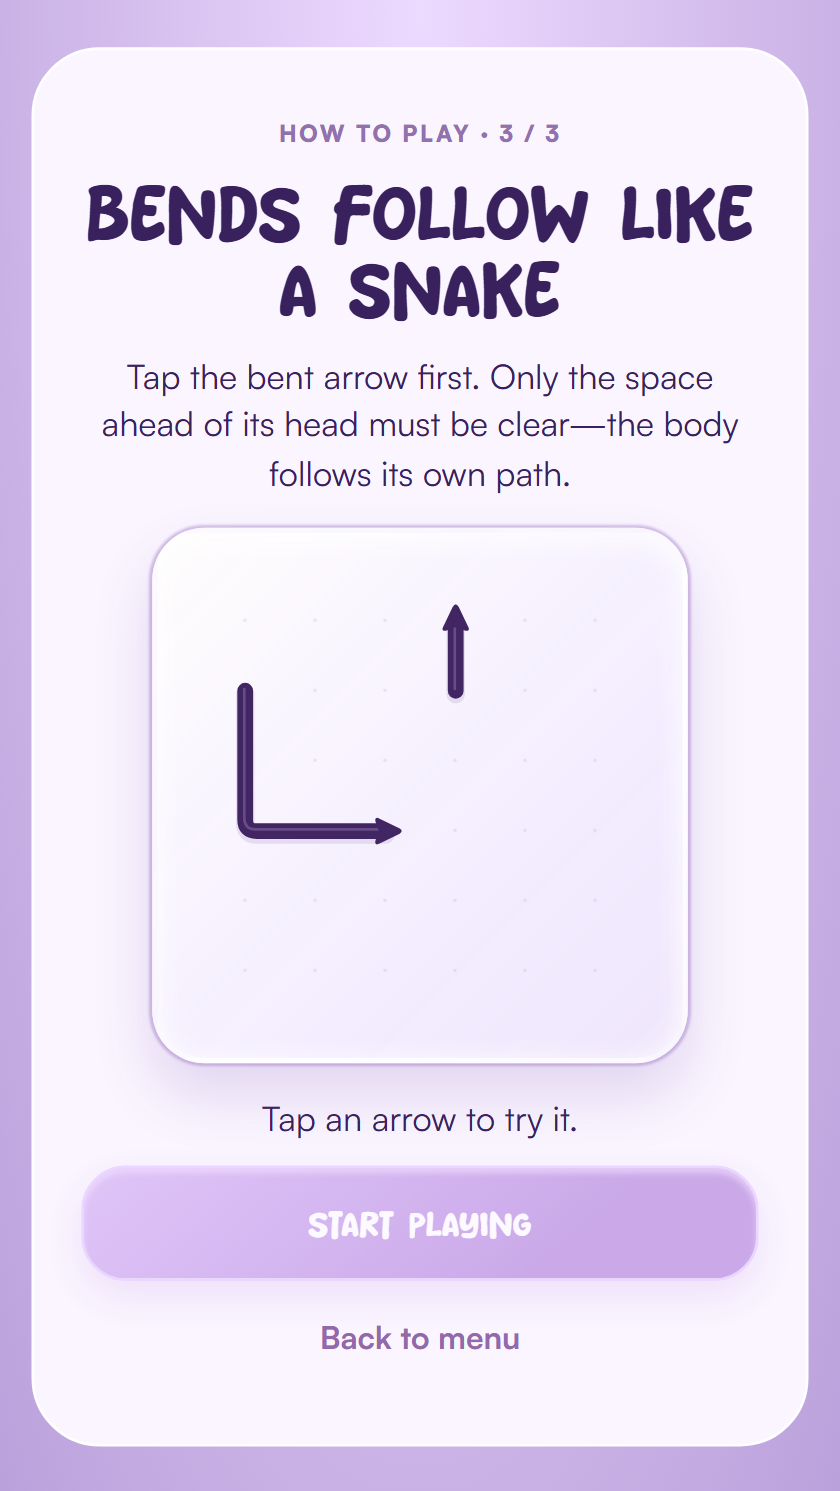 HOW TO PLAY · 3 / 3
BENDS FOLLOW LIKE
A SNAKE
Tap the bent arrow first. Only the space
ahead of its head must be clear—the body
follows its own path.
Tap an arrow to try it.
START PLAYING
Back to menu